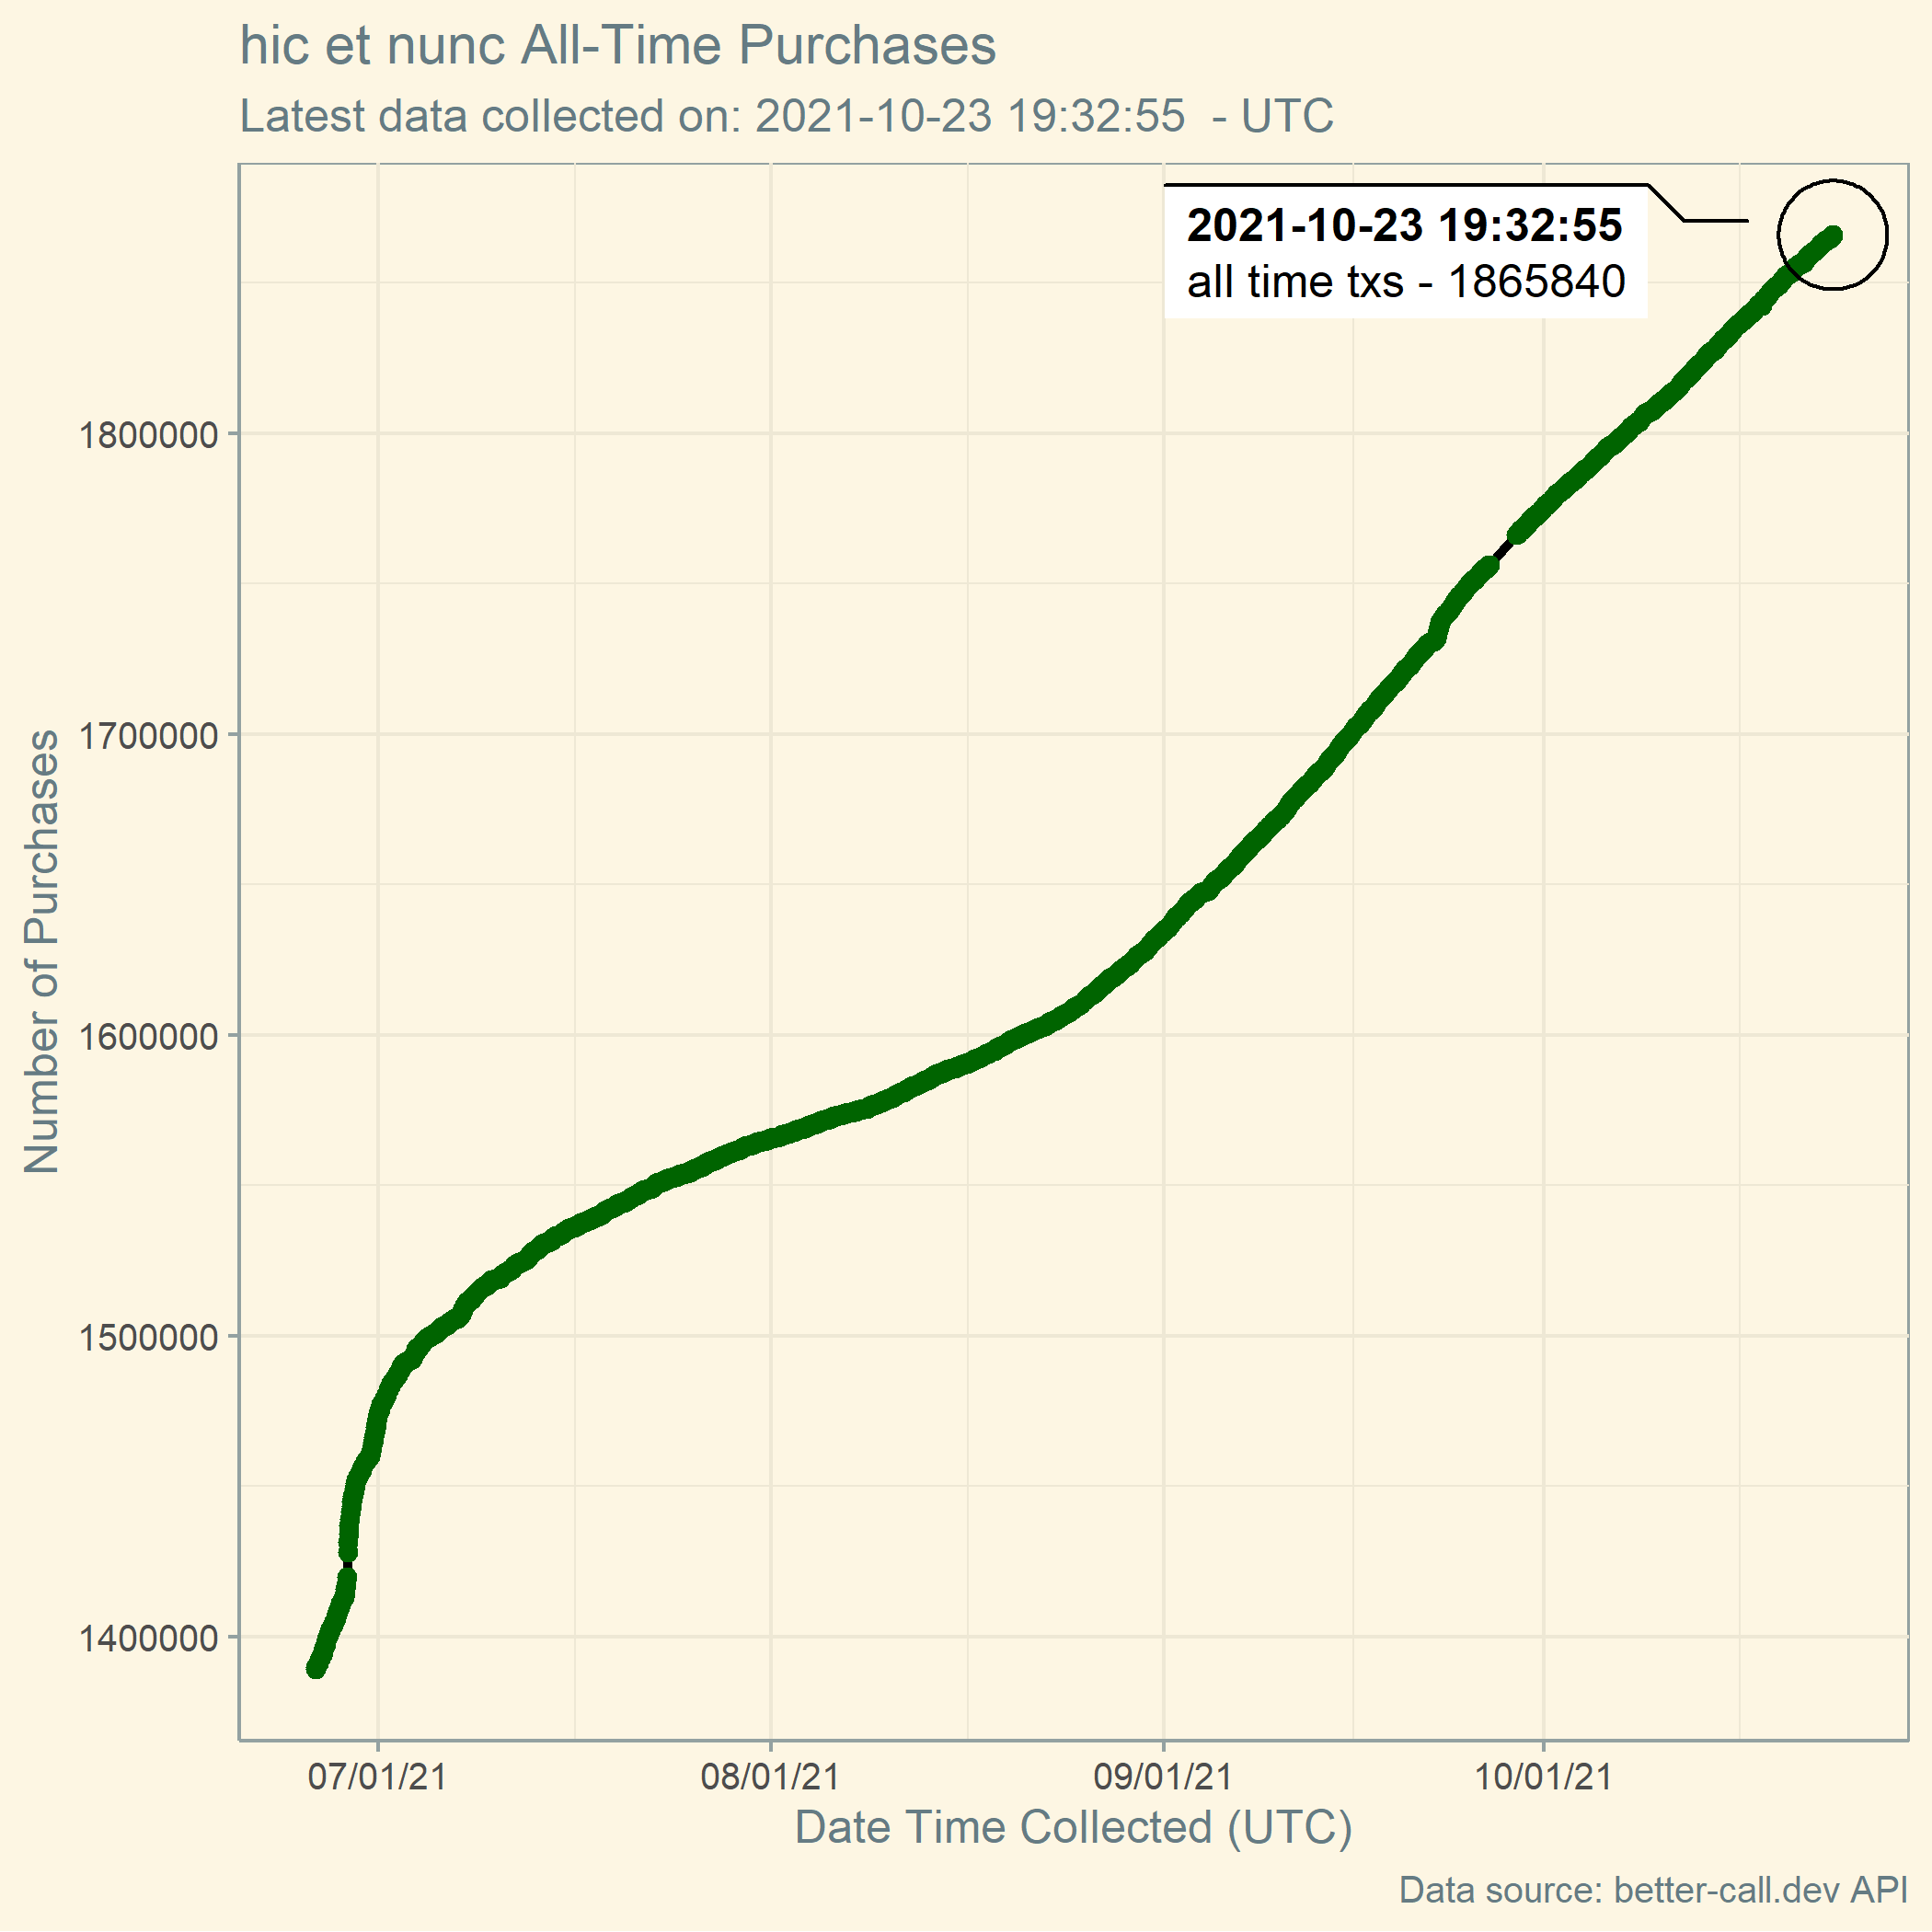 hic et nunc All-Time Purchases
Latest data collected on: 2021-10-23 19:32:55  - UTC
2021-10-23 19:32:55
all time txs - 1865840
Number of Purchases
1800000
1700000
1600000
1500000
1400000
07/01/21 08/01/21 09/01/21 10/01/21
Date Time Collected (UTC)
Data source: better-call.dev API